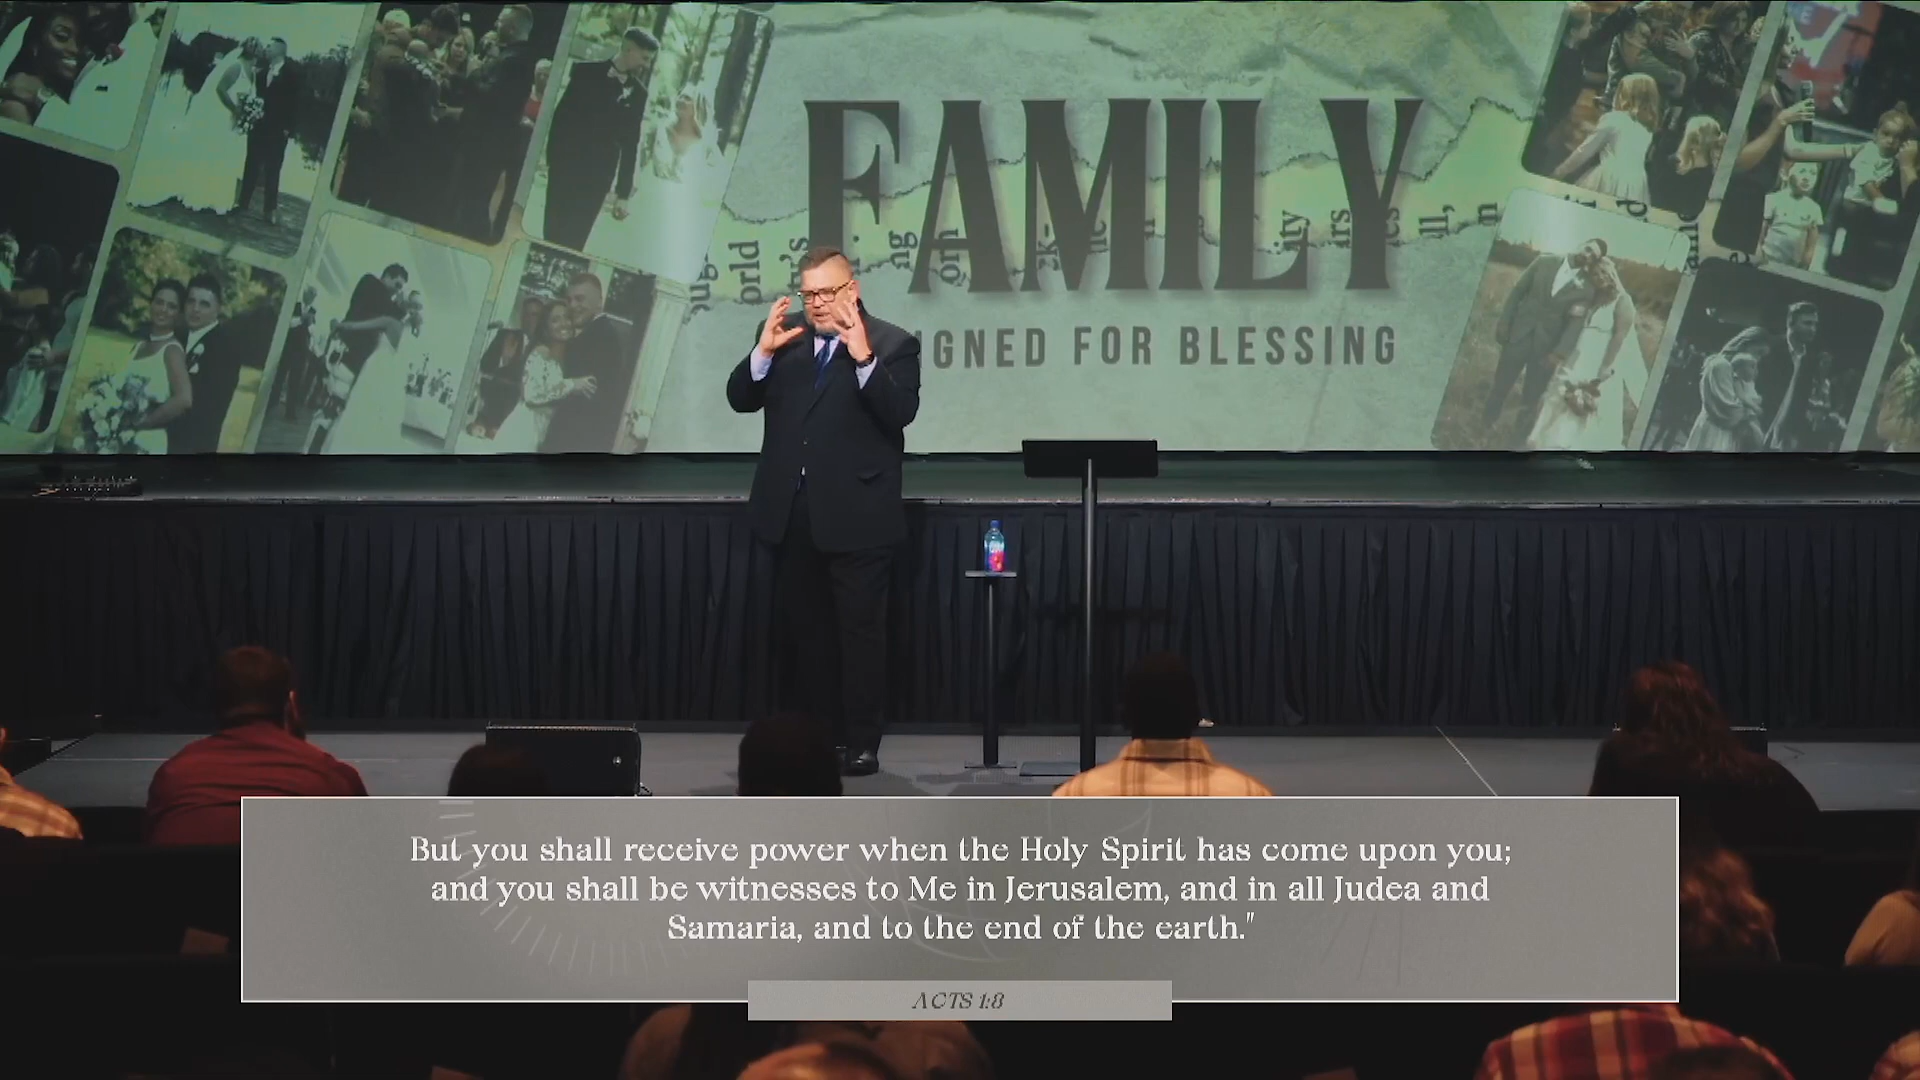 FAMILY
IGNED FOR BLESSING
But you shall receive power when the Holy Spirit has come upon you;
and you shall be witnesses to Me in Jerusalem, and in all Judea and
Samaria, and to the end of the earth."
ACTS 1:8